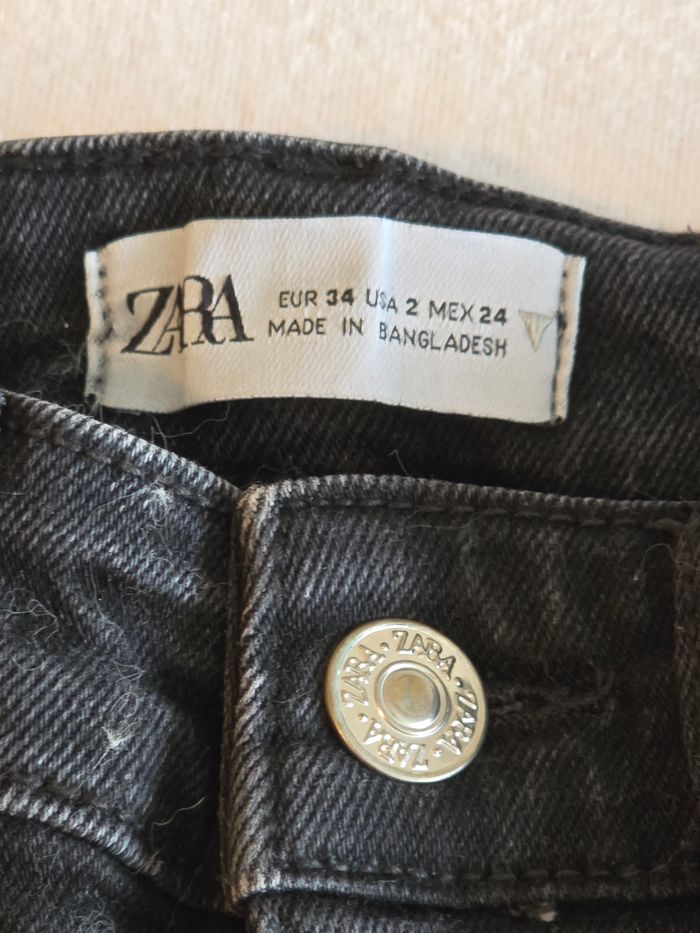 ZARA
EUR 34 USA 2 MEX 24
MADE IN BANGLADESH
ZARA · ZARA · ZARA · ZARA ·